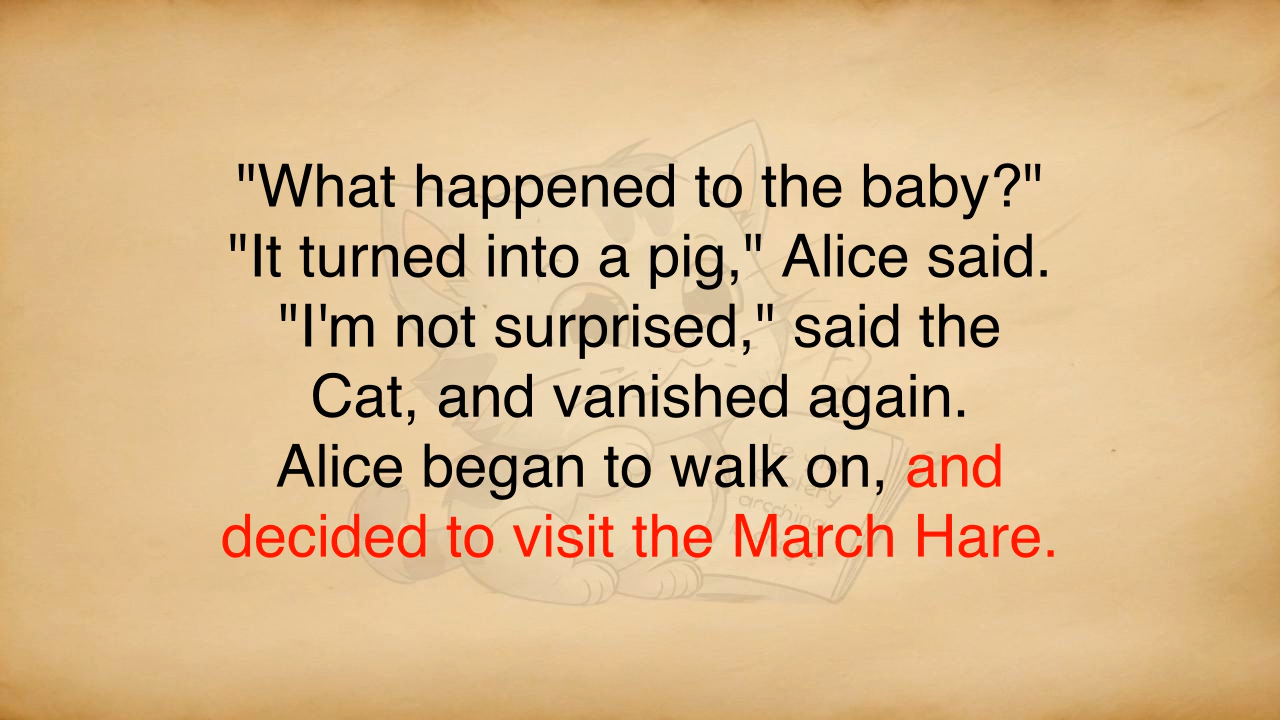 "What happened to the baby?"
"It turned into a pig," Alice said.
"I'm not surprised," said the
Cat, and vanished again.
Alice began to walk on, and
decided to visit the March Hare.